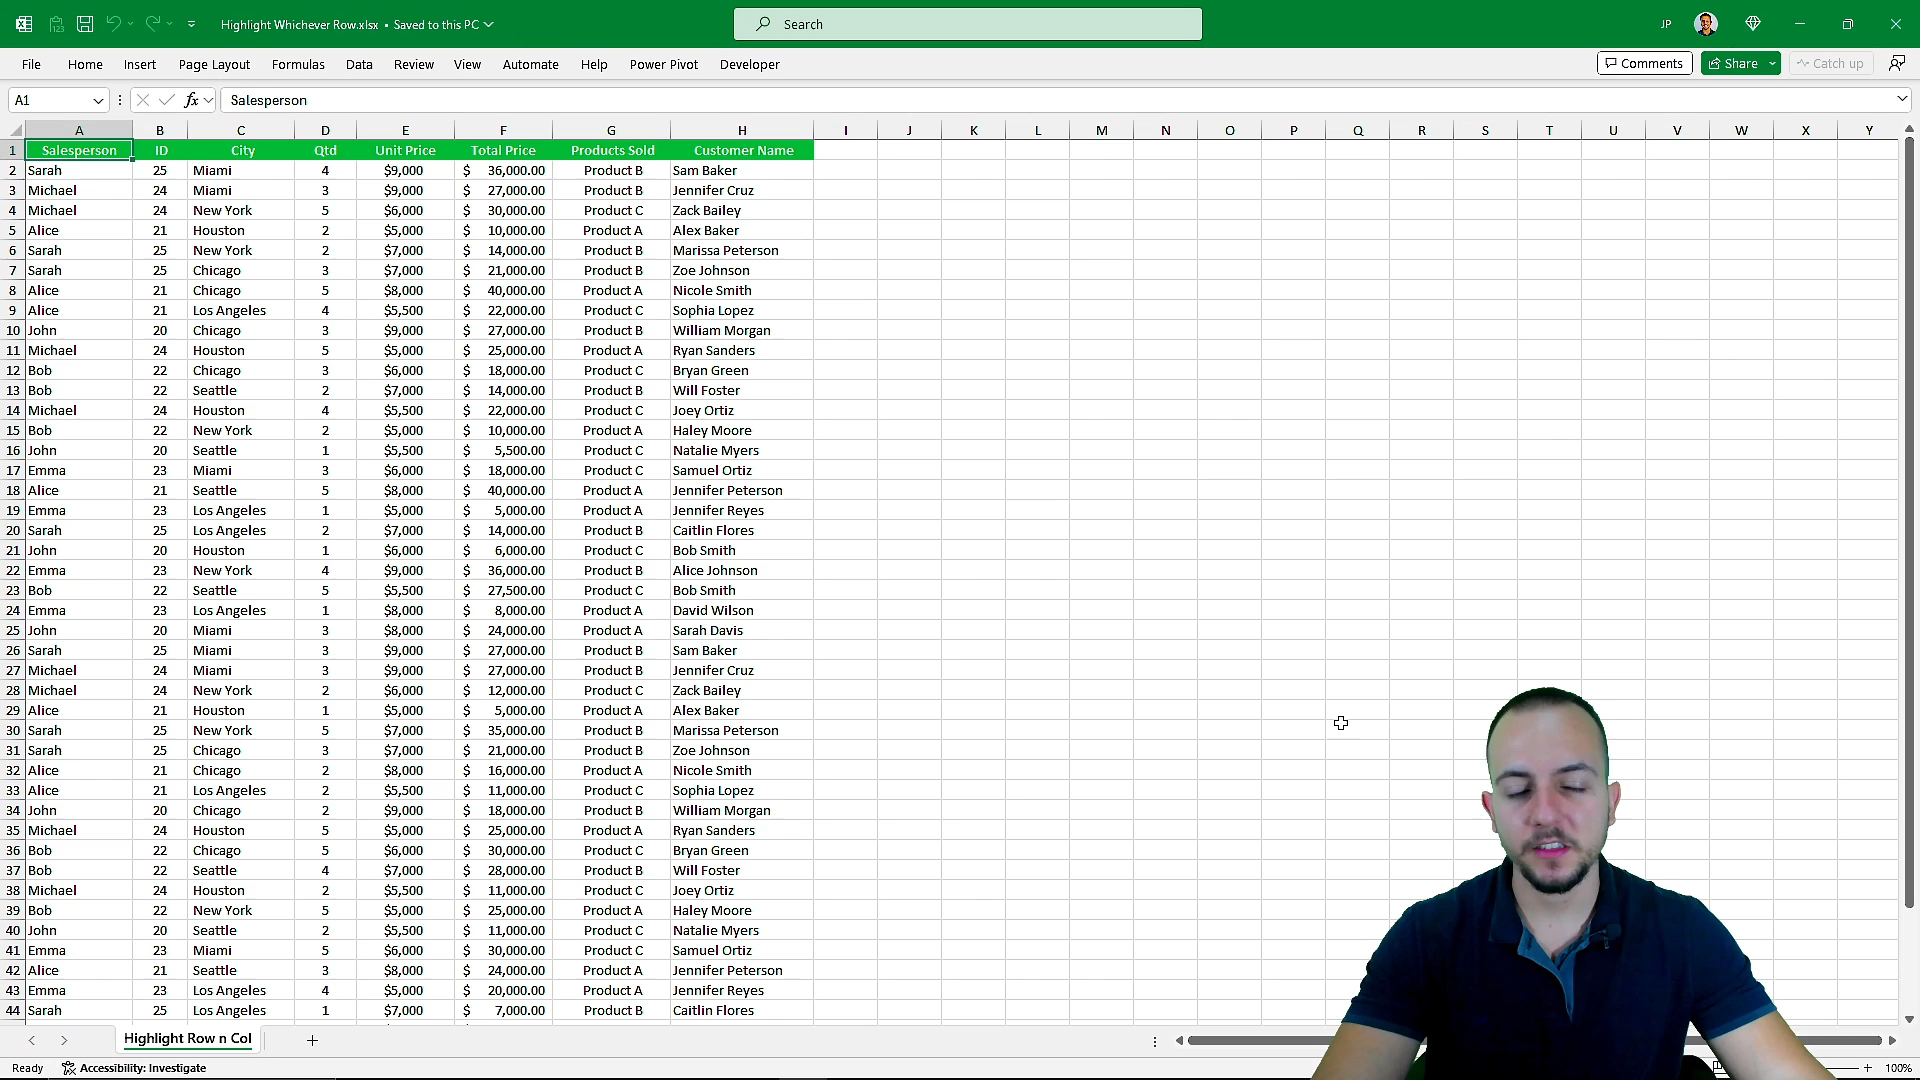 Highlight Whichever Row.xlsx • Saved to this PC
Search
JP
File Home Insert Page Layout Formulas Data Review View Automate Help Power Pivot Developer
Comments Share Catch up
A1 fx Salesperson
A B C D E F G H I J K L M N O P Q R S T U V W X Y
1 Salesperson ID City Qtd Unit Price Total Price Products Sold Customer Name
2 Sarah 25 Miami 4 $9,000 $ 36,000.00 Product B Sam Baker
3 Michael 24 Miami 3 $9,000 $ 27,000.00 Product B Jennifer Cruz
4 Michael 24 New York 5 $6,000 $ 30,000.00 Product C Zack Bailey
5 Alice 21 Houston 2 $5,000 $ 10,000.00 Product A Alex Baker
6 Sarah 25 New York 2 $7,000 $ 14,000.00 Product B Marissa Peterson
7 Sarah 25 Chicago 3 $7,000 $ 21,000.00 Product B Zoe Johnson
8 Alice 21 Chicago 5 $8,000 $ 40,000.00 Product A Nicole Smith
9 Alice 21 Los Angeles 4 $5,500 $ 22,000.00 Product C Sophia Lopez
10 John 20 Chicago 3 $9,000 $ 27,000.00 Product B William Morgan
11 Michael 24 Houston 5 $5,000 $ 25,000.00 Product A Ryan Sanders
12 Bob 22 Chicago 3 $6,000 $ 18,000.00 Product C Bryan Green
13 Bob 22 Seattle 2 $7,000 $ 14,000.00 Product B Will Foster
14 Michael 24 Houston 4 $5,500 $ 22,000.00 Product C Joey Ortiz
15 Bob 22 New York 2 $5,000 $ 10,000.00 Product A Haley Moore
16 John 20 Seattle 1 $5,500 $ 5,500.00 Product C Natalie Myers
17 Emma 23 Miami 3 $6,000 $ 18,000.00 Product C Samuel Ortiz
18 Alice 21 Seattle 5 $8,000 $ 40,000.00 Product A Jennifer Peterson
19 Emma 23 Los Angeles 1 $5,000 $ 5,000.00 Product A Jennifer Reyes
20 Sarah 25 Los Angeles 2 $7,000 $ 14,000.00 Product B Caitlin Flores
21 John 20 Houston 1 $6,000 $ 6,000.00 Product C Bob Smith
22 Emma 23 New York 4 $9,000 $ 36,000.00 Product B Alice Johnson
23 Bob 22 Seattle 5 $5,500 $ 27,500.00 Product C Bob Smith
24 Emma 23 Los Angeles 1 $8,000 $ 8,000.00 Product A David Wilson
25 John 20 Miami 3 $8,000 $ 24,000.00 Product A Sarah Davis
26 Sarah 25 Miami 3 $9,000 $ 27,000.00 Product B Sam Baker
27 Michael 24 Miami 3 $9,000 $ 27,000.00 Product B Jennifer Cruz
28 Michael 24 New York 2 $6,000 $ 12,000.00 Product C Zack Bailey
29 Alice 21 Houston 1 $5,000 $ 5,000.00 Product A Alex Baker
30 Sarah 25 New York 5 $7,000 $ 35,000.00 Product B Marissa Peterson
31 Sarah 25 Chicago 3 $7,000 $ 21,000.00 Product B Zoe Johnson
32 Alice 21 Chicago 2 $8,000 $ 16,000.00 Product A Nicole Smith
33 Alice 21 Los Angeles 2 $5,500 $ 11,000.00 Product C Sophia Lopez
34 John 20 Chicago 2 $9,000 $ 18,000.00 Product B William Morgan
35 Michael 24 Houston 5 $5,000 $ 25,000.00 Product A Ryan Sanders
36 Bob 22 Chicago 5 $6,000 $ 30,000.00 Product C Bryan Green
37 Bob 22 Seattle 4 $7,000 $ 28,000.00 Product B Will Foster
38 Michael 24 Houston 2 $5,500 $ 11,000.00 Product C Joey Ortiz
39 Bob 22 New York 5 $5,000 $ 25,000.00 Product A Haley Moore
40 John 20 Seattle 2 $5,500 $ 11,000.00 Product C Natalie Myers
41 Emma 23 Miami 5 $6,000 $ 30,000.00 Product C Samuel Ortiz
42 Alice 21 Seattle 3 $8,000 $ 24,000.00 Product A Jennifer Peterson
43 Emma 23 Los Angeles 4 $5,000 $ 20,000.00 Product A Jennifer Reyes
44 Sarah 25 Los Angeles 1 $7,000 $ 7,000.00 Product B Caitlin Flores
Highlight Row n Col
Ready Accessibility: Investigate 100%